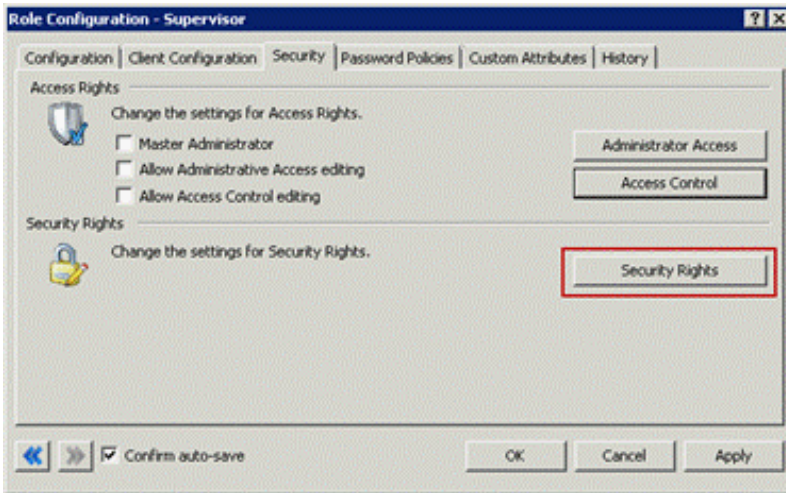 Role Configuration - Supervisor
Configuration Client Configuration Security Password Policies Custom Attributes History
Access Rights
Change the settings for Access Rights.
Master Administrator
Administrator Access
Allow Administrative Access editing
Access Control
Allow Access Control editing
Security Rights
Change the settings for Security Rights.
Security Rights
Confirm auto-save
OK Cancel Apply